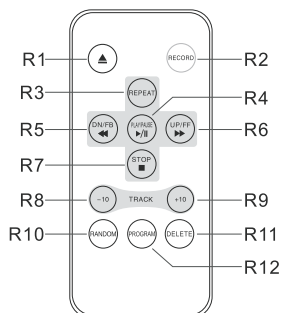 R1
RECORD
R2
R3
REPEAT
R4
R5
DN/FB
PLAY/PAUSE
UP/FF
R6
R7
STOP
R8
-10
TRACK
+10
R9
R10
RANDOM
PROGRAM
DELETE
R11
R12